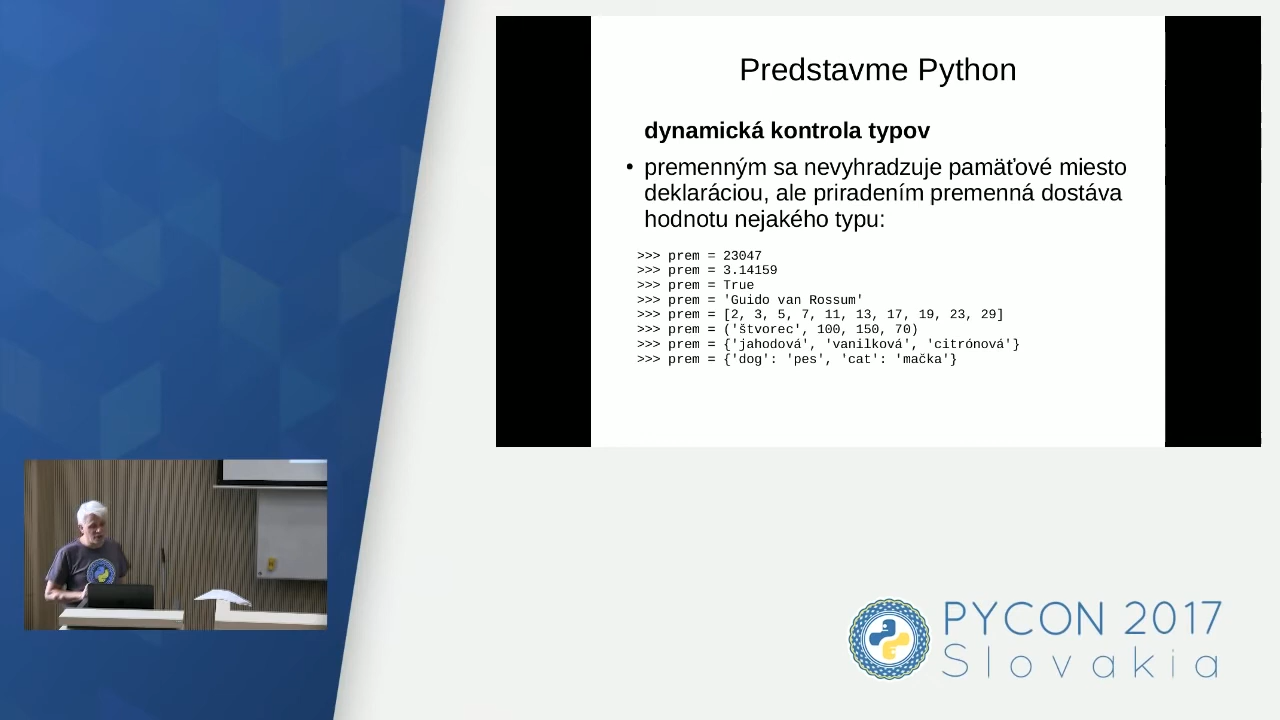 Predstavme Python
dynamická kontrola typov
• premenným sa nevyhradzuje pamäťové miesto
deklaráciou, ale priradením premenná dostáva
hodnotu nejakého typu:
>>> prem = 23047
>>> prem = 3.14159
>>> prem = True
>>> prem = 'Guido van Rossum'
>>> prem = [2, 3, 5, 7, 11, 13, 17, 19, 23, 29]
>>> prem = ('štvorec', 100, 150, 70)
>>> prem = {'jahodová', 'vanilková', 'citrónová'}
>>> prem = {'dog': 'pes', 'cat': 'mačka'}
PYCON 2017
Slovakia